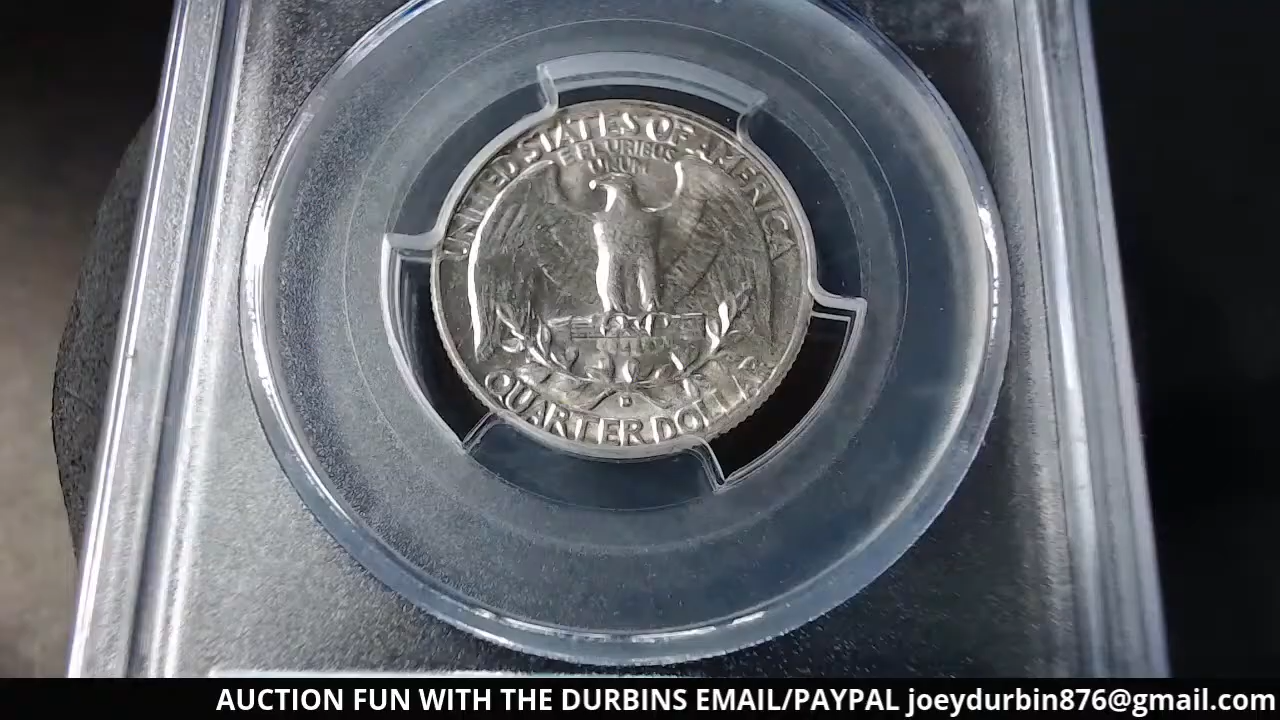 UNITED STATES OF AMERICA
E PLURIBUS
UNUM
QUARTER DOLLAR
AUCTION FUN WITH THE DURBINS EMAIL/PAYPAL joeydurbin876@gmail.com